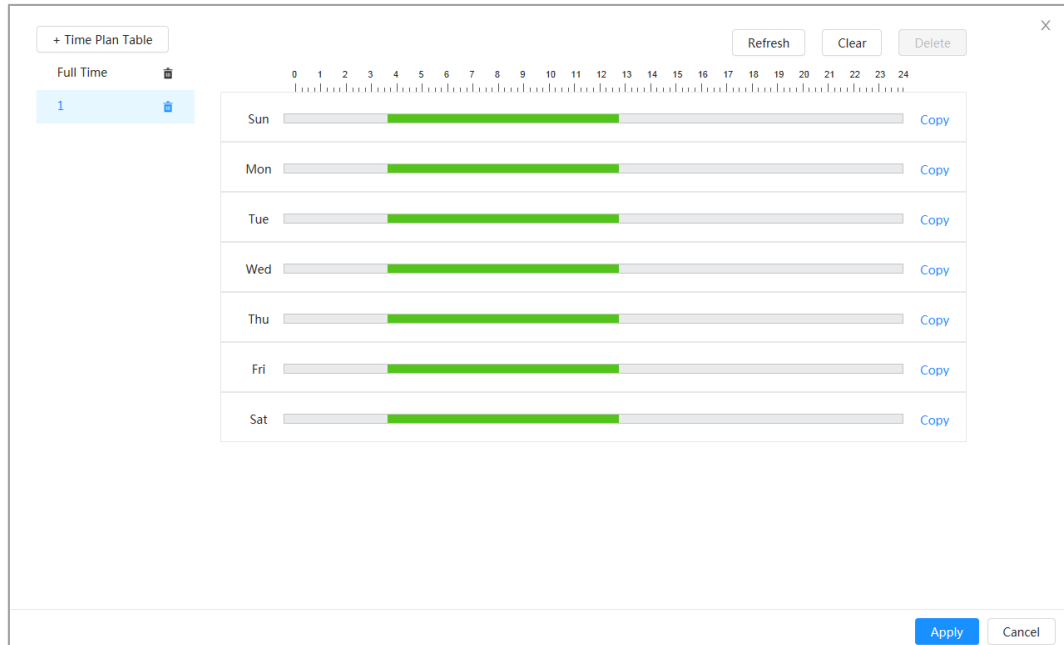 X
+ Time Plan Table
Refresh Clear Delete
Full Time
0 1 2 3 4 5 6 7 8 9 10 11 12 13 14 15 16 17 18 19 20 21 22 23 24
1
Sun Copy
Mon Copy
Tue Copy
Wed Copy
Thu Copy
Fri Copy
Sat Copy
Apply Cancel